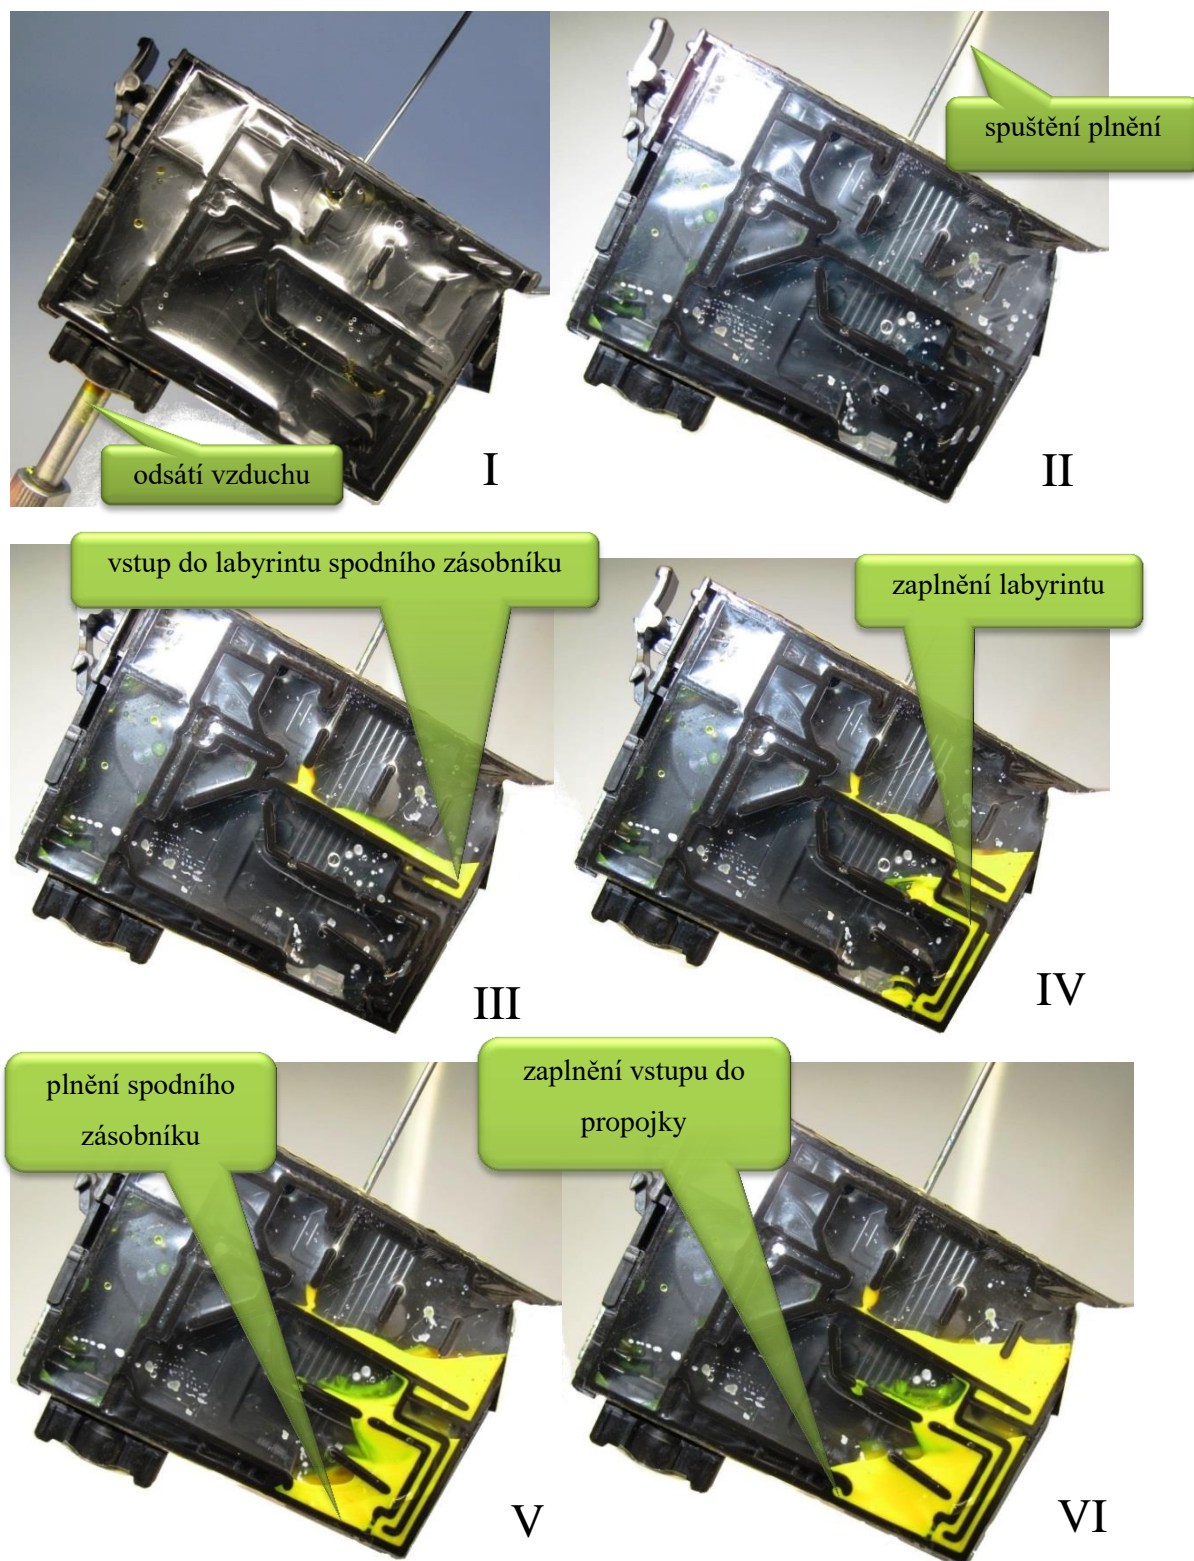 spuštění plnění
odsátí vzduchu
I
II
vstup do labyrintu spodního zásobníku
zaplnění labyrintu
III
IV
plnění spodního
zásobníku
zaplnění vstupu do
propojky
V
VI